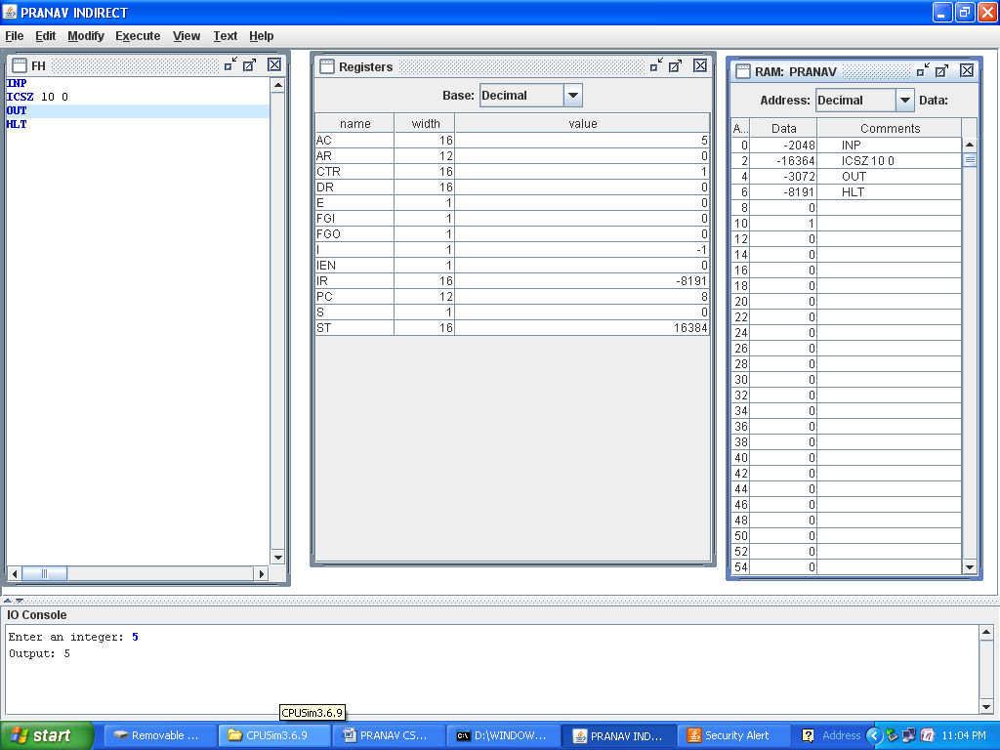 PRANAV INDIRECT
File Edit Modify Execute View Text Help
FH
INP
ICSZ 10 0
OUT
HLT
Registers
Base: Decimal
name width value
AC 16 5
AR 12 0
CTR 16 1
DR 16 0
E 1 0
FGI 1 0
FGO 1 0
I 1 -1
IEN 1 0
IR 16 -8191
PC 12 8
S 1 0
ST 16 16384
RAM: PRANAV
Address: Decimal Data:
A... Data Comments
0 -2048 INP
2 -16364 ICSZ 10 0
4 -3072 OUT
6 -8191 HLT
8 0
10 1
12 0
14 0
16 0
18 0
20 0
22 0
24 0
26 0
28 0
30 0
32 0
34 0
36 0
38 0
40 0
42 0
44 0
46 0
48 0
50 0
52 0
54 0
IO Console
Enter an integer: 5
Output: 5
CPUSim3.6.9
start Removable ... CPUSim3.6.9 PRANAV CS... D:\WINDOW... PRANAV IND... Security Alert Address 11:04 PM